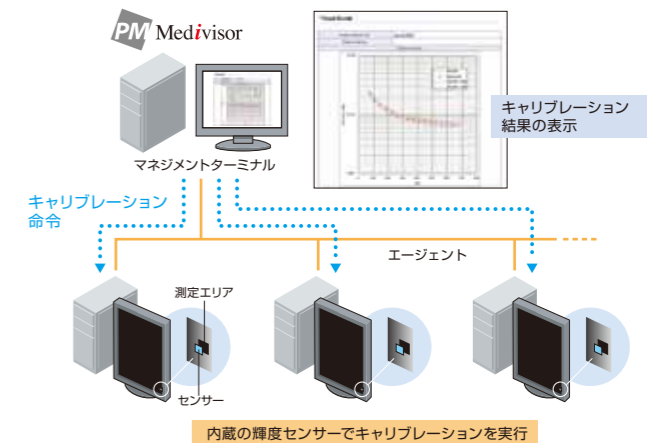 PM Medivisor
キャリブレーション
結果の表示
マネジメントターミナル
キャリブレーション
命令
エージェント
測定エリア
センサー
内蔵の輝度センサーでキャリブレーションを実行